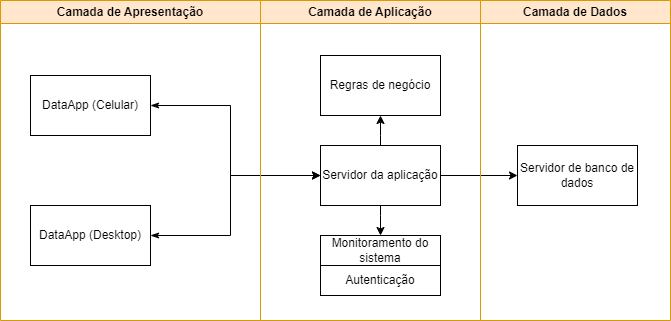 Camada de Apresentação
Camada de Aplicação
Camada de Dados
DataApp (Celular)
DataApp (Desktop)
Regras de negócio
Servidor da aplicação
Monitoramento do
sistema
Autenticação
Servidor de banco de
dados